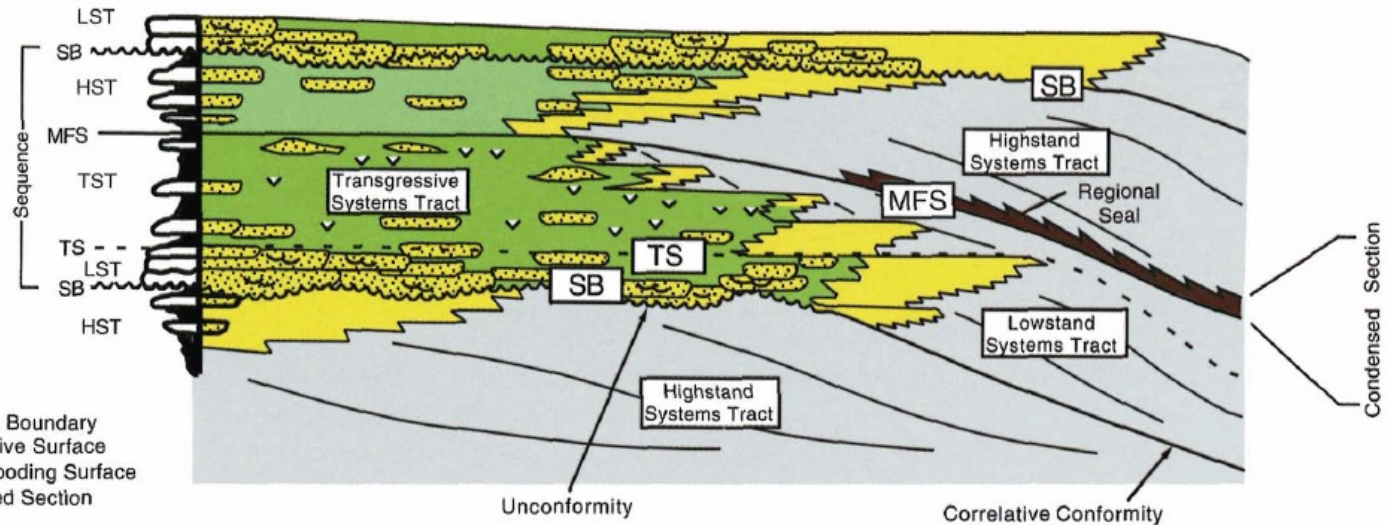 LST
SB
HST
MFS
TST
TS
LST
SB
HST
Sequence
Transgressive
Systems Tract
SB
TS
MFS
SB
Highstand
Systems Tract
Regional
Seal
Lowstand
Systems Tract
Highstand
Systems Tract
Condensed Section
Boundary
ive Surface
ooding Surface
ed Section
Unconformity
Correlative Conformity